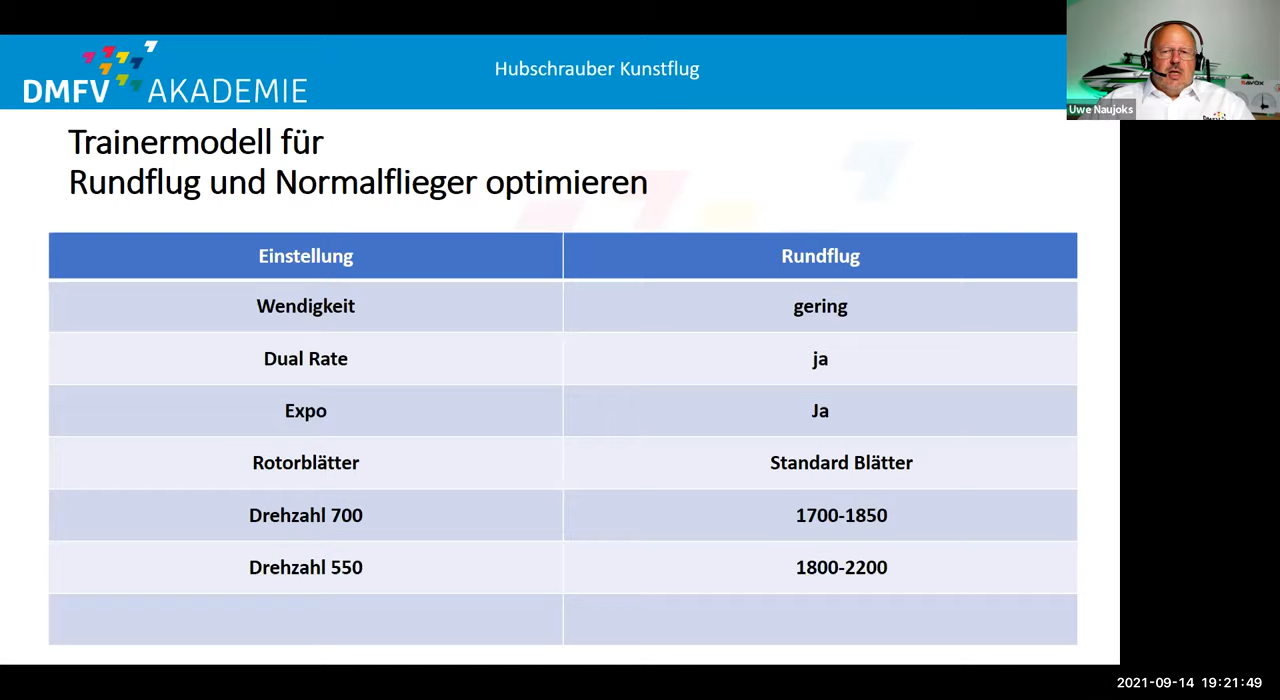 DMFV AKADEMIE
Hubschrauber Kunstflug
Uwe Naujoks
Trainermodell für
Rundflug und Normalflieger optimieren
Einstellung Rundflug
Wendigkeit gering
Dual Rate ja
Expo Ja
Rotorblätter Standard Blätter
Drehzahl 700 1700-1850
Drehzahl 550 1800-2200
2021-09-14 19:21:49